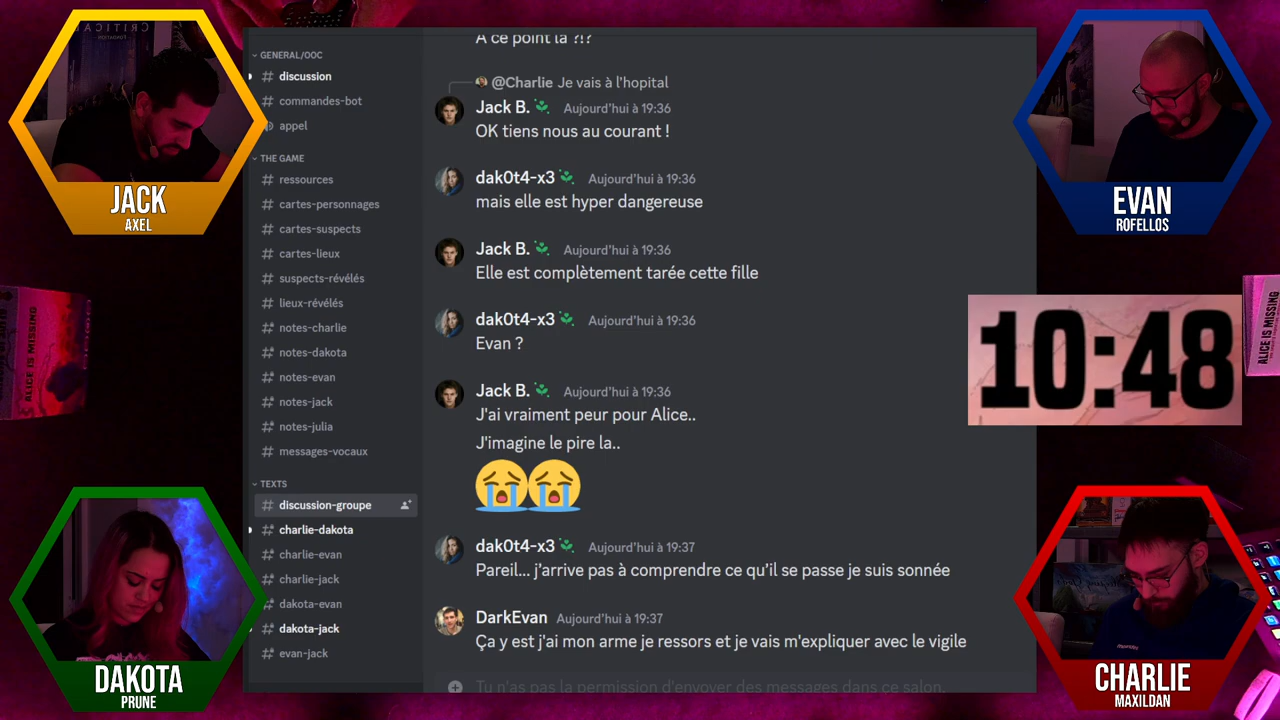 JACK
AXEL
GENERAL/OOC
discussion
commandes-bot
appel
THE GAME
ressources
cartes-personnages
cartes-suspects
cartes-lieux
suspects-révélés
lieux-révélés
notes-charlie
notes-dakota
notes-evan
notes-jack
notes-julia
messages-vocaux
TEXTS
discussion-groupe
charlie-dakota
charlie-evan
charlie-jack
dakota-evan
dakota-jack
evan-jack
A ce point la ?!?
@Charlie Je vais à l'hopital
Jack B. Aujourd'hui à 19:36
OK tiens nous au courant !
dak0t4-x3 Aujourd'hui à 19:36
mais elle est hyper dangereuse
Jack B. Aujourd'hui à 19:36
Elle est complètement tarée cette fille
dak0t4-x3 Aujourd'hui à 19:36
Evan ?
Jack B. Aujourd'hui à 19:36
J'ai vraiment peur pour Alice..
J'imagine le pire la..
dak0t4-x3 Aujourd'hui à 19:37
Pareil... j'arrive pas à comprendre ce qu'il se passe je suis sonnée
DarkEvan Aujourd'hui à 19:37
Ça y est j'ai mon arme je ressors et je vais m'expliquer avec le vigile
Tu n'as pas la permission d'envoyer des messages dans ce salon.
EVAN
ROFELLOS
10:48
ALICE IS MISSING
ALICE IS MISSING
DAKOTA
PRUNE
CHARLIE
MAXILDAN